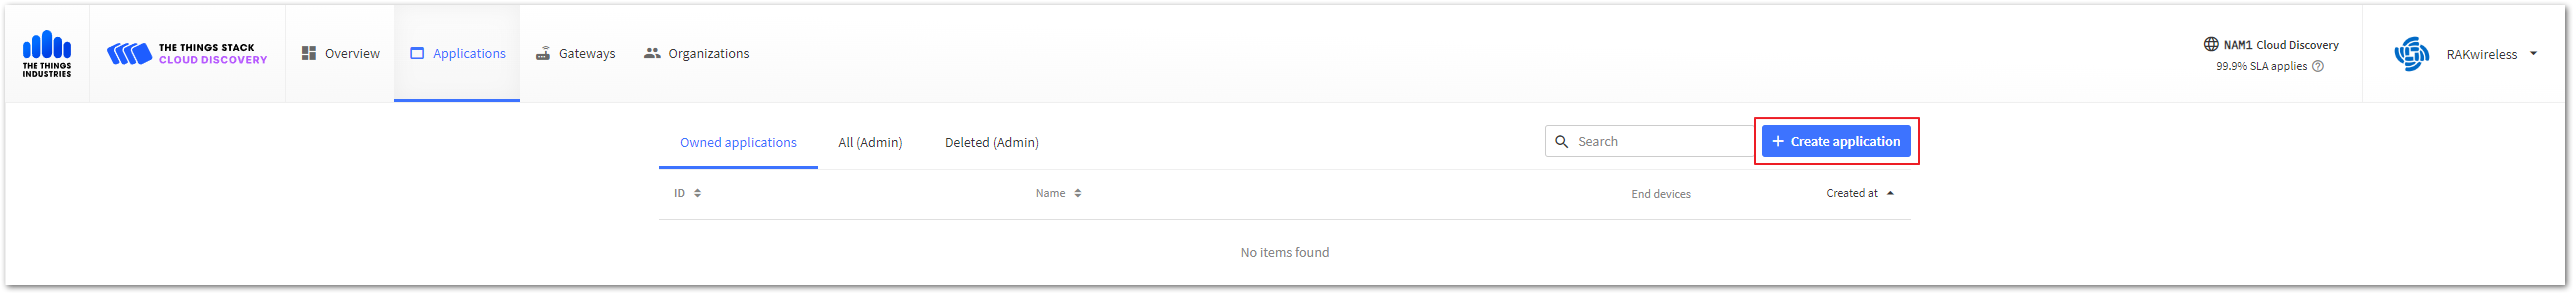 THE THINGS
INDUSTRIES
THE THINGS STACK
CLOUD DISCOVERY
Overview
Applications
Gateways
Organizations
NAM1 Cloud Discovery
99.9% SLA applies
RAKwireless
Owned applications
All (Admin)
Deleted (Admin)
Search
+ Create application
ID
Name
End devices
Created at
No items found